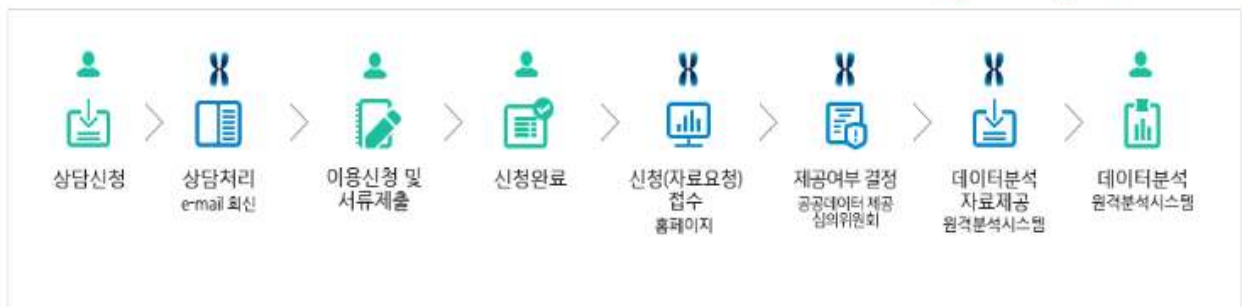 상담신청
상담처리
e-mail 회신
이용신청 및
서류제출
신청완료
신청(자료요청)
접수
홈페이지
제공여부 결정
공공데이터 제공
심의위원회
데이터분석
자료제공
원격분석시스템
데이터분석
원격분석시스템